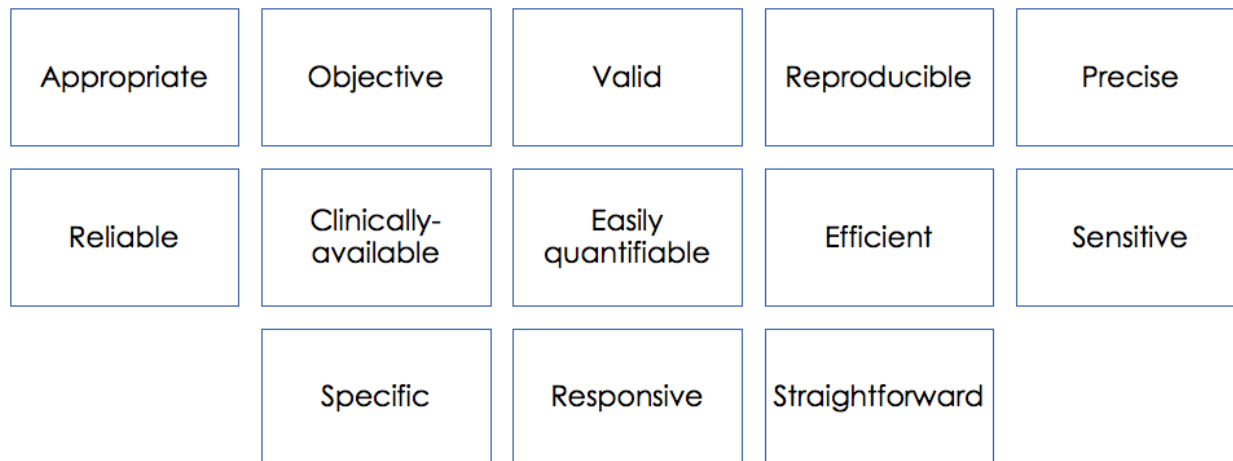 Appropriate
Objective
Valid
Reproducible
Precise
Reliable
Clinically-
available
Easily
quantifiable
Efficient
Sensitive
Specific
Responsive
Straightforward